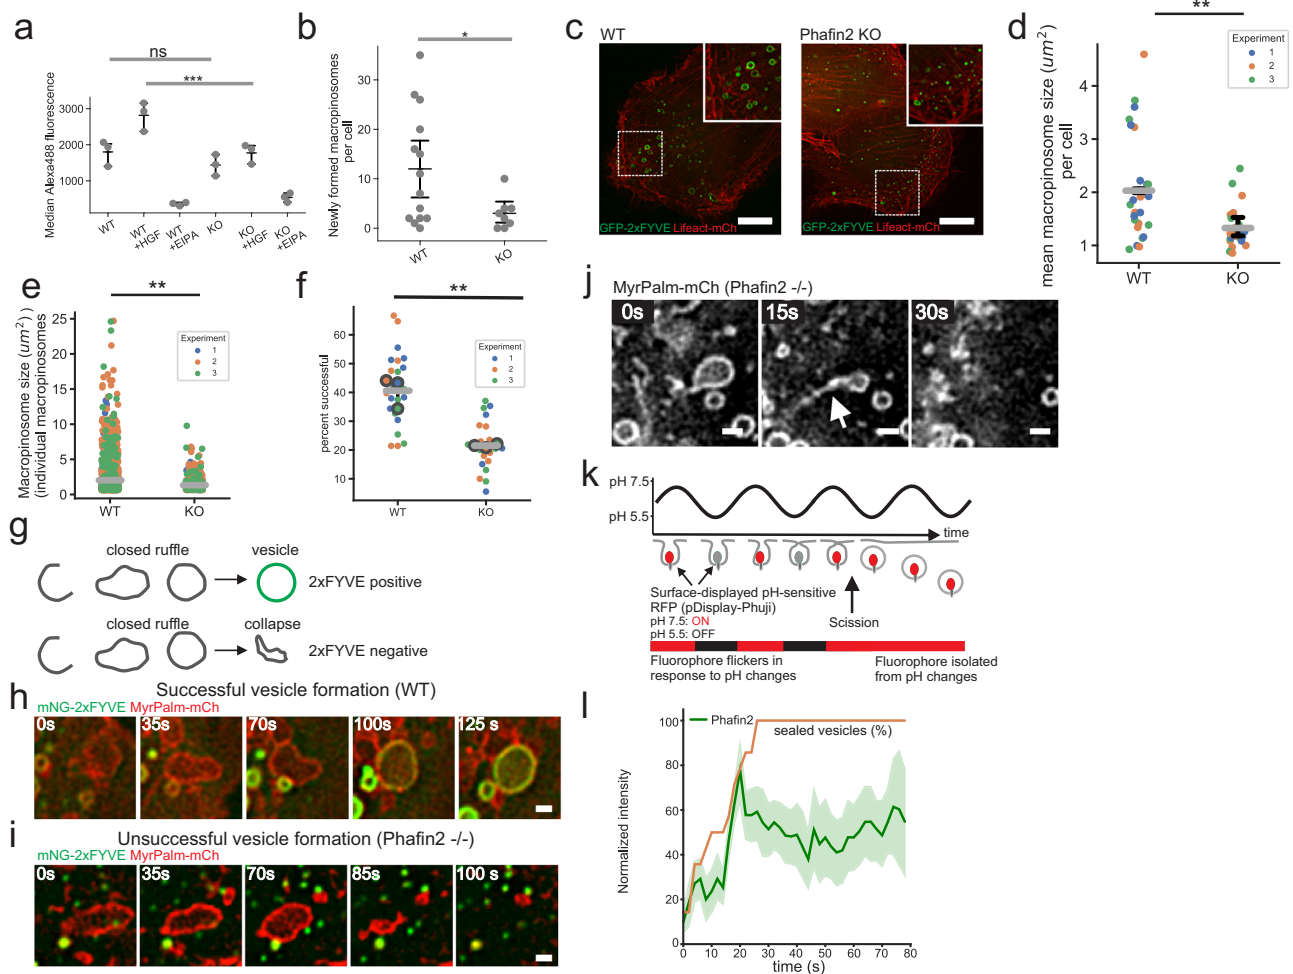 a
ns
***
Median Alexa488 fluorescence
3000
2000
1000
WT
WT
+HGF
WT
+EIPA
KO
KO
+HGF
KO
+EIPA
b
*
Newly formed macropinosomes
per cell
30
20
10
0
WT
KO
c
WT
Phafin2 KO
GFP-2xFYVE Lifeact-mCh
GFP-2xFYVE Lifeact-mCh
d
**
mean macropinosome size (um²)
per cell
Experiment
1
2
3
4
3
2
1
WT
KO
e
**
Macropinosome size (um²))
(individual macropinosomes)
Experiment
1
2
3
25
20
15
10
5
0
WT
KO
f
**
percent successful
Experiment
1
2
3
60
50
40
30
20
10
WT
KO
j
MyrPalm-mCh (Phafin2 -/-)
0s
15s
30s
g
closed ruffle
vesicle
2xFYVE positive
closed ruffle
collapse
2xFYVE negative
k
pH 7.5
pH 5.5
time
Surface-displayed pH-sensitive
RFP (pDisplay-Phuji)
pH 7.5: ON
pH 5.5: OFF
Scission
Fluorophore flickers in
response to pH changes
Fluorophore isolated
from pH changes
h
Successful vesicle formation (WT)
mNG-2xFYVE MyrPalm-mCh
0s
35s
70s
100s
125 s
i
Unsuccessful vesicle formation (Phafin2 -/-)
mNG-2xFYVE MyrPalm-mCh
0s
35s
70s
85s
100 s
l
Phafin2
sealed vesicles (%)
Normalized intensity
100
80
60
40
20
0
0
10
20
30
40
50
60
70
80
time (s)